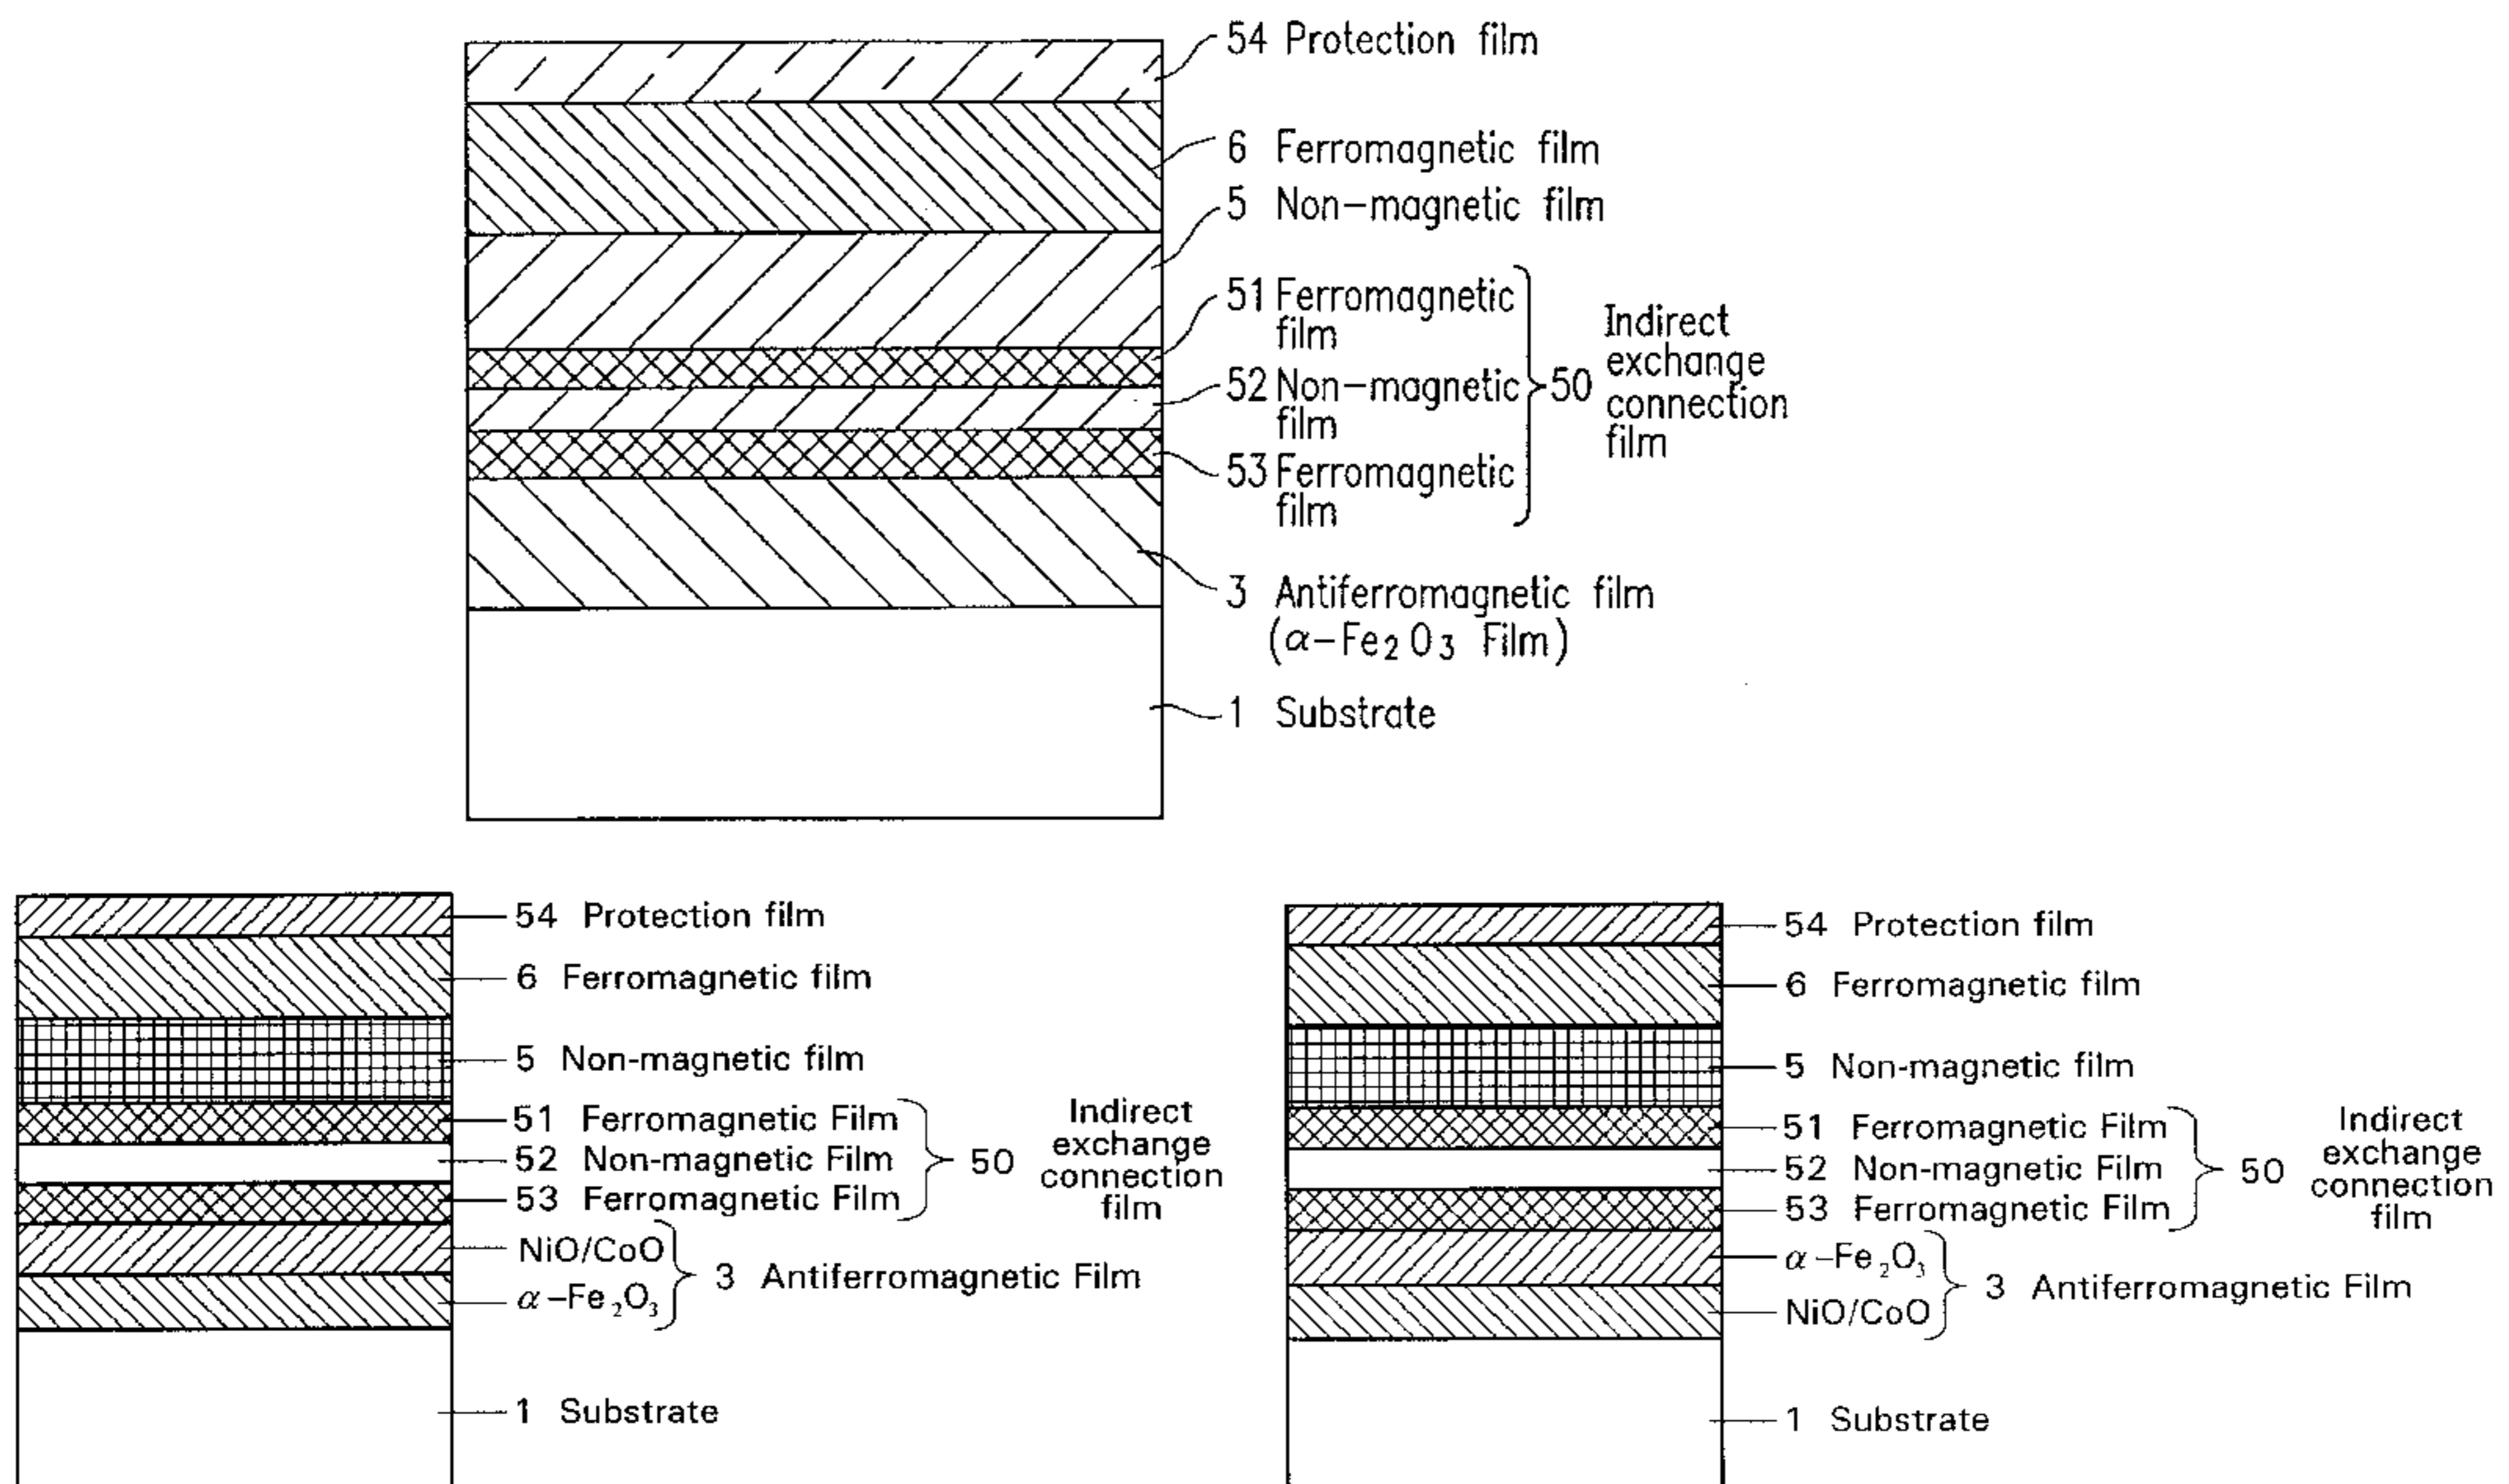 54 Protection film
6 Ferromagnetic film
5 Non-magnetic film
51 Ferromagnetic
film
52 Non-magnetic
film
53 Ferromagnetic
film
50
Indirect
exchange
connection
film
3 Antiferromagnetic film
(α-Fe₂O₃ Film)
1 Substrate
54 Protection film
6 Ferromagnetic film
5 Non-magnetic film
51 Ferromagnetic Film
52 Non-magnetic Film
53 Ferromagnetic Film
50
Indirect
exchange
connection
film
NiO/CoO
α-Fe₂O₃
3 Antiferromagnetic Film
1 Substrate
54 Protection film
6 Ferromagnetic film
5 Non-magnetic film
51 Ferromagnetic Film
52 Non-magnetic Film
53 Ferromagnetic Film
50
Indirect
exchange
connection
film
α-Fe₂O₃
NiO/CoO
3 Antiferromagnetic Film
1 Substrate